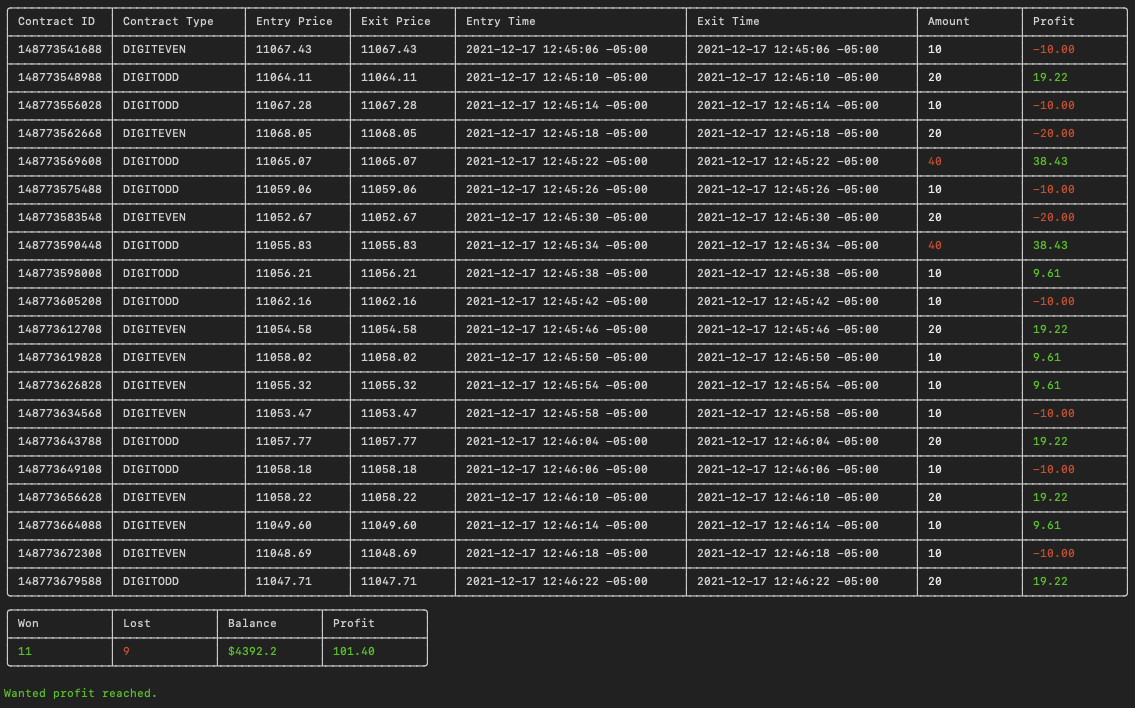 Contract ID Contract Type Entry Price Exit Price Entry Time Exit Time Amount Profit
148773541688 DIGITEVEN 11067.43 11067.43 2021-12-17 12:45:06 -05:00 2021-12-17 12:45:06 -05:00 10 -10.00
148773548988 DIGITODD 11064.11 11064.11 2021-12-17 12:45:10 -05:00 2021-12-17 12:45:10 -05:00 20 19.22
148773556028 DIGITODD 11067.28 11067.28 2021-12-17 12:45:14 -05:00 2021-12-17 12:45:14 -05:00 10 -10.00
148773562668 DIGITEVEN 11068.05 11068.05 2021-12-17 12:45:18 -05:00 2021-12-17 12:45:18 -05:00 20 -20.00
148773569608 DIGITODD 11065.07 11065.07 2021-12-17 12:45:22 -05:00 2021-12-17 12:45:22 -05:00 40 38.43
148773575488 DIGITODD 11059.06 11059.06 2021-12-17 12:45:26 -05:00 2021-12-17 12:45:26 -05:00 10 -10.00
148773583548 DIGITEVEN 11052.67 11052.67 2021-12-17 12:45:30 -05:00 2021-12-17 12:45:30 -05:00 20 -20.00
148773590448 DIGITODD 11055.83 11055.83 2021-12-17 12:45:34 -05:00 2021-12-17 12:45:34 -05:00 40 38.43
148773598008 DIGITODD 11056.21 11056.21 2021-12-17 12:45:38 -05:00 2021-12-17 12:45:38 -05:00 10 9.61
148773605208 DIGITODD 11062.16 11062.16 2021-12-17 12:45:42 -05:00 2021-12-17 12:45:42 -05:00 10 -10.00
148773612708 DIGITEVEN 11054.58 11054.58 2021-12-17 12:45:46 -05:00 2021-12-17 12:45:46 -05:00 20 19.22
148773619828 DIGITEVEN 11058.02 11058.02 2021-12-17 12:45:50 -05:00 2021-12-17 12:45:50 -05:00 10 9.61
148773626828 DIGITEVEN 11055.32 11055.32 2021-12-17 12:45:54 -05:00 2021-12-17 12:45:54 -05:00 10 9.61
148773634568 DIGITEVEN 11053.47 11053.47 2021-12-17 12:45:58 -05:00 2021-12-17 12:45:58 -05:00 10 -10.00
148773643788 DIGITODD 11057.77 11057.77 2021-12-17 12:46:04 -05:00 2021-12-17 12:46:04 -05:00 20 19.22
148773649108 DIGITODD 11058.18 11058.18 2021-12-17 12:46:06 -05:00 2021-12-17 12:46:06 -05:00 10 -10.00
148773656628 DIGITEVEN 11058.22 11058.22 2021-12-17 12:46:10 -05:00 2021-12-17 12:46:10 -05:00 20 19.22
148773664088 DIGITEVEN 11049.60 11049.60 2021-12-17 12:46:14 -05:00 2021-12-17 12:46:14 -05:00 10 9.61
148773672308 DIGITEVEN 11048.69 11048.69 2021-12-17 12:46:18 -05:00 2021-12-17 12:46:18 -05:00 10 -10.00
148773679588 DIGITODD 11047.71 11047.71 2021-12-17 12:46:22 -05:00 2021-12-17 12:46:22 -05:00 20 19.22
Won Lost Balance Profit
11 9 $4392.2 101.40
Wanted profit reached.